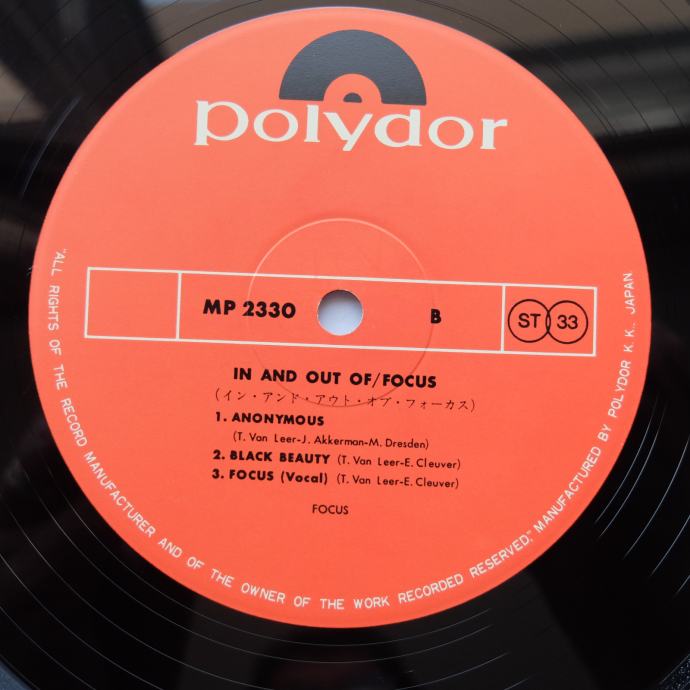 polydor
MP 2330 B ST 33
IN AND OUT OF/FOCUS
(イン・アンド・アウト・オブ・フォーカス)
1. ANONYMOUS
(T. Van Leer-J. Akkerman-M. Dresden)
2. BLACK BEAUTY (T. Van Leer-E. Cleuver)
3. FOCUS (Vocal) (T. Van Leer-E. Cleuver)
FOCUS
"ALL RIGHTS OF THE RECORD MANUFACTURER AND OF THE OWNER OF THE WORK RECORDED RESERVED." MANUFACTURED BY POLYDOR K.K., JAPAN